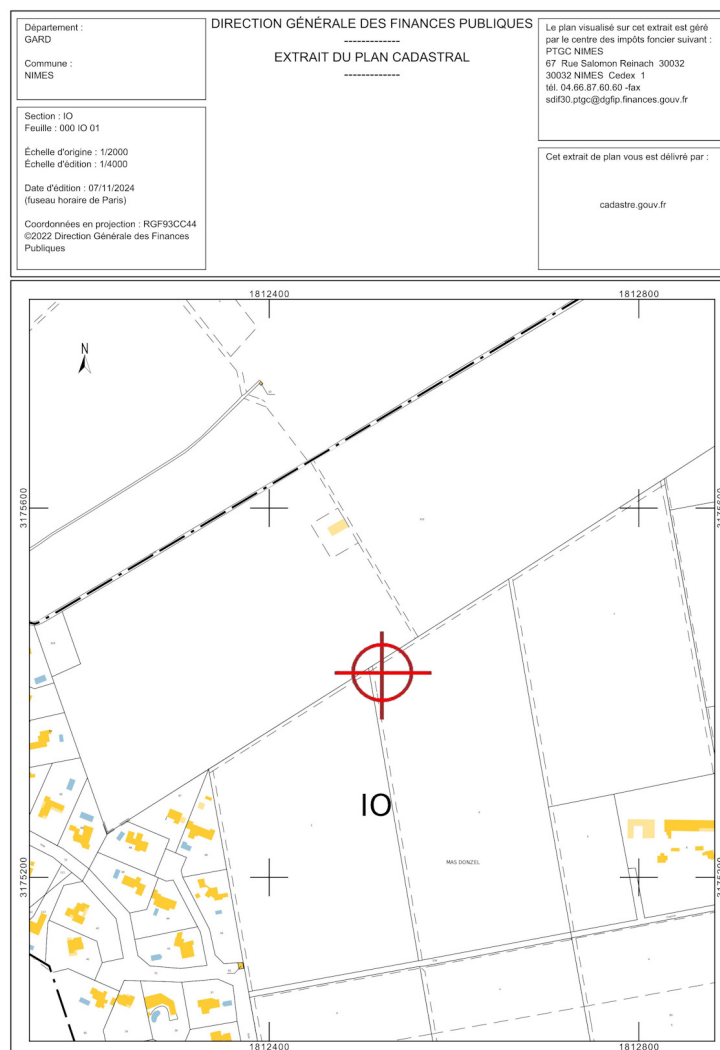 Département :
GARD
Commune :
NIMES
Section : IO
Feuille : 000 IO 01
Échelle d'origine : 1/2000
Échelle d'édition : 1/4000
Date d'édition : 07/11/2024
(fuseau horaire de Paris)
Coordonnées en projection : RGF93CC44
©2022 Direction Générale des Finances
Publiques
DIRECTION GÉNÉRALE DES FINANCES PUBLIQUES
-------------
EXTRAIT DU PLAN CADASTRAL
-------------
Le plan visualisé sur cet extrait est géré
par le centre des impôts foncier suivant :
PTGC NIMES
67 Rue Salomon Reinach 30032
30032 NIMES Cedex 1
tél. 04.66.87.60.60 -fax
sdif30.ptgc@dgfip.finances.gouv.fr
Cet extrait de plan vous est délivré par :
cadastre.gouv.fr
1812400
1812800
N
3175600
3175600
IO
MAS DONZEL
3175200
3175200
1812400
1812800